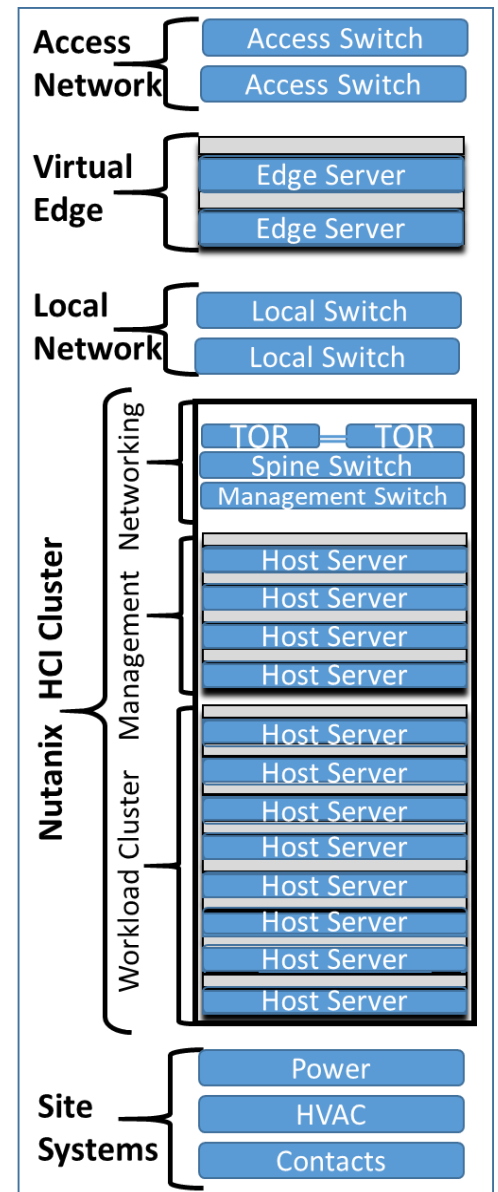 Access
Network
Access Switch
Access Switch
Virtual
Edge
Edge Server
Edge Server
Local
Network
Local Switch
Local Switch
Nutanix HCI Cluster
Networking
TOR
TOR
Spine Switch
Management Switch
Management
Host Server
Host Server
Host Server
Host Server
Workload Cluster
Host Server
Host Server
Host Server
Host Server
Host Server
Host Server
Host Server
Host Server
Site
Systems
Power
HVAC
Contacts